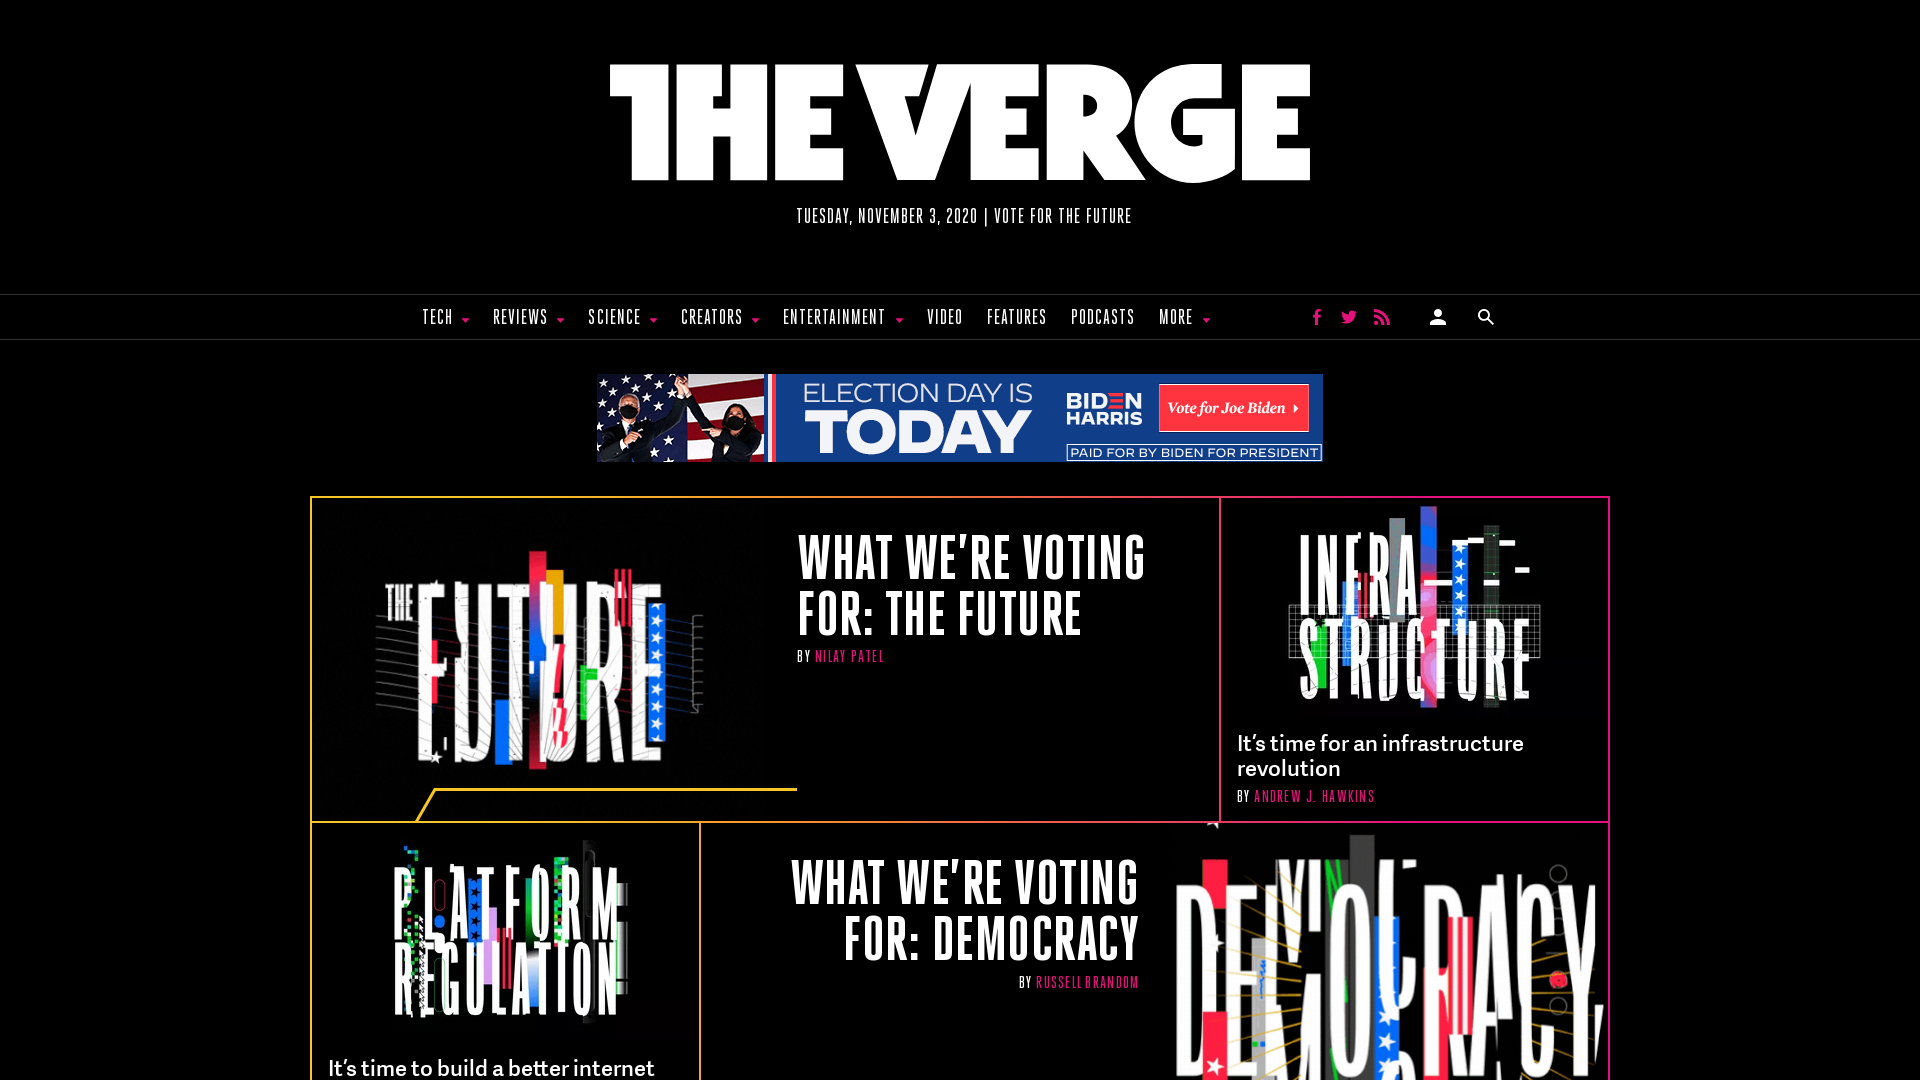 THE VERGE
TUESDAY, NOVEMBER 3, 2020 | VOTE FOR THE FUTURE
TECH REVIEWS SCIENCE CREATORS ENTERTAINMENT VIDEO FEATURES PODCASTS MORE
ELECTION DAY IS
TODAY
BIDEN
HARRIS
Vote for Joe Biden
PAID FOR BY BIDEN FOR PRESIDENT
THE
FUTURE
WHAT WE'RE VOTING
FOR: THE FUTURE
BY NILAY PATEL
INFRA
STRUCTURE
It's time for an infrastructure
revolution
BY ANDREW J. HAWKINS
PLATFORM
REGULATION
It's time to build a better internet
WHAT WE'RE VOTING
FOR: DEMOCRACY
BY RUSSELL BRANDOM
DEMOCRACY